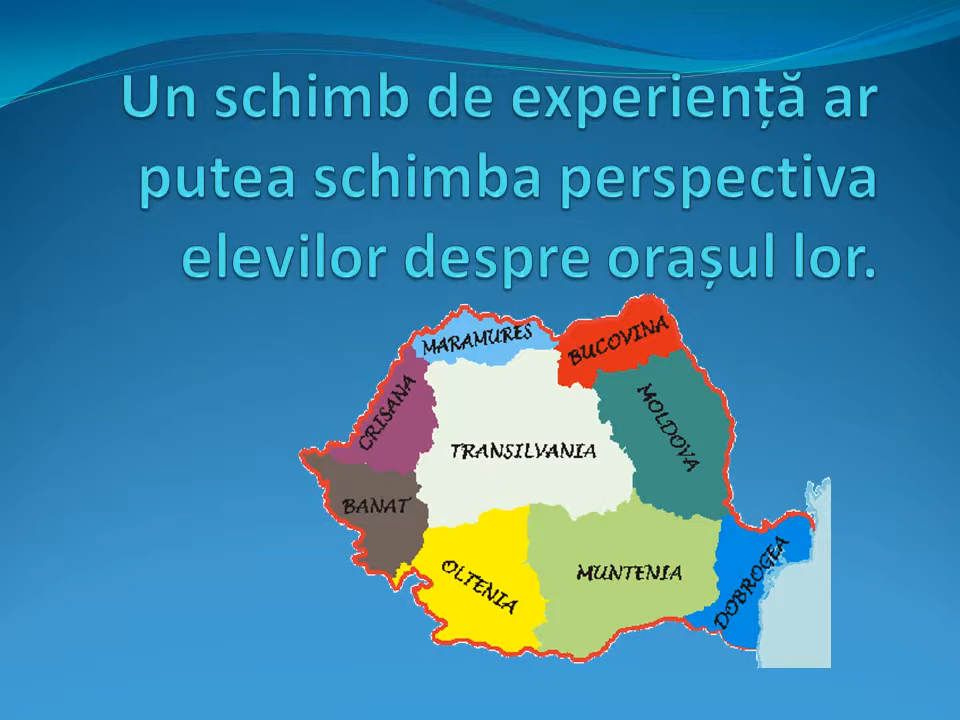 Un schimb de experiență ar
putea schimba perspectiva
elevilor despre orașul lor.
MARAMURES
BUCOVINA
CRISANA
MOLDOVA
TRANSILVANIA
BANAT
OLTENIA
MUNTENIA
DOBROGEA